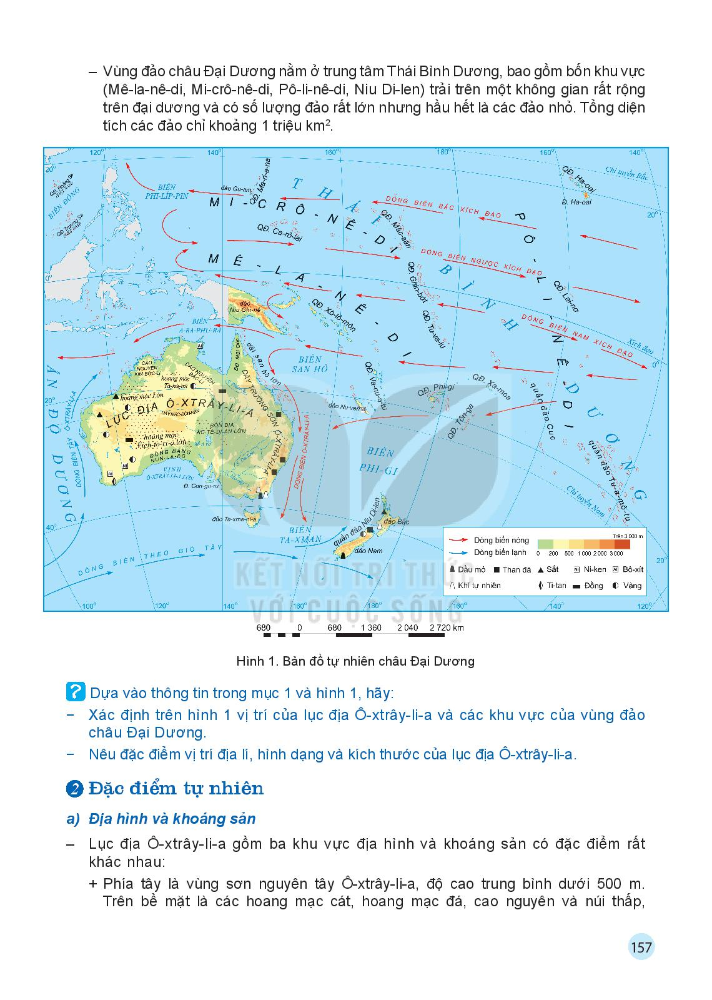 – Vùng đảo châu Đại Dương nằm ở trung tâm Thái Bình Dương, bao gồm bốn khu vực
(Mê-la-nê-di, Mi-crô-nê-di, Pô-li-nê-di, Niu Di-len) trải trên một không gian rất rộng
trên đại dương và có số lượng đảo rất lớn nhưng hầu hết là các đảo nhỏ. Tổng diện
tích các đảo chỉ khoảng 1 triệu km².
120° 140° 160° 180° 160° 140°
20°
Chí tuyến Bắc
QĐ. Hoàng Sa
BIỂN ĐÔNG
QĐ. Trường Sa
BIỂN
PHI-LÍP-PIN
QĐ. Ma-ri-a-na
đảo Gu-am
QĐ. Ha-oai
Đ. Ha-oai
20°
THÁI BÌNH DƯƠNG
MI-CRÔ-NÊ-DI
DÒNG BIỂN BẮC XÍCH ĐẠO
QĐ. Ca-rô-lai
QĐ. Mác-san
PÔ-LI-NÊ-DI
DÒNG BIỂN NGƯỢC XÍCH ĐẠO
MÊ-LA-NÊ-DI
0°
QĐ. Ghin-bớt
QĐ. Lai-nơ
đảo
Niu Ghi-nê
QĐ. Xô-lô-môn
QĐ. Tu-va-lu
DÒNG BIỂN NAM XÍCH ĐẠO
Xích đạo
0°
BIỂN
A-RA-PHU-RA
BĐ. Mũi Oóc
dải san hô lớn
BIỂN
SAN HÔ
CAO
NGUYÊN
KIM-BƠC-LI
CAO NGUYÊN
BẮC-LI
hoang mạc
Ta-na-mi
QĐ. Va-nu-a-tu
QĐ. Phi-gi
QĐ. Xa-moa
ẤN ĐỘ DƯƠNG
DÒNG BIỂN TÂY Ô-XTRÂY-LI-A
20°
hoang mạc Lớn
LỤC ĐỊA Ô-XTRÂY-LI-A
DÃY MÁC-ĐÔN-NEN
DÃY TRƯỜNG SƠN Ô-XTRÂY-LI-A
đảo Nu-ven
QĐ. Tôn-ga
quần đảo Cúc
BỒN ĐỊA
ÁC-TÊ-DI-AN LỚN
hoang mạc
Vích-to-ri-a lớn
ĐỒNG BẰNG
NUN-LA-BO
DÒNG BIỂN Ô-XTRÂY-LI-A
BIỂN
PHI-GI
VỊNH
Ô-XTRÂY-LI-A LỚN
Đ. Can-gu-ru
quần đảo Tu-a-mô-tu
Chí tuyến Nam
đảo Ta-xma-ni-a
BIỂN
TA-XMAN
quần đảo Niu Di-len
đảo Bắc
đảo Nam
40°
DÒNG BIỂN THEO GIÓ TÂY
Dòng biển nóng
Dòng biển lạnh
Trên 3 000 m
0 200 500 1 000 2 000 3 000
Dầu mỏ Than đá Sắt Ni Ni-ken Al Bô-xít
Khí tự nhiên Ti-tan Đồng Vàng
20°
100° 120° 140° 160° 180° 160° 140° 120°
KẾT NỐI TRI THỨC
VỚI CUỘC SỐNG
680 0 680 1 360 2 040 2 720 km
Hình 1. Bản đồ tự nhiên châu Đại Dương
? Dựa vào thông tin trong mục 1 và hình 1, hãy:
– Xác định trên hình 1 vị trí của lục địa Ô-xtrây-li-a và các khu vực của vùng đảo
châu Đại Dương.
– Nêu đặc điểm vị trí địa lí, hình dạng và kích thước của lục địa Ô-xtrây-li-a.
2 Đặc điểm tự nhiên
a) Địa hình và khoáng sản
– Lục địa Ô-xtrây-li-a gồm ba khu vực địa hình và khoáng sản có đặc điểm rất
khác nhau:
+ Phía tây là vùng sơn nguyên tây Ô-xtrây-li-a, độ cao trung bình dưới 500 m.
Trên bề mặt là các hoang mạc cát, hoang mạc đá, cao nguyên và núi thấp,
157